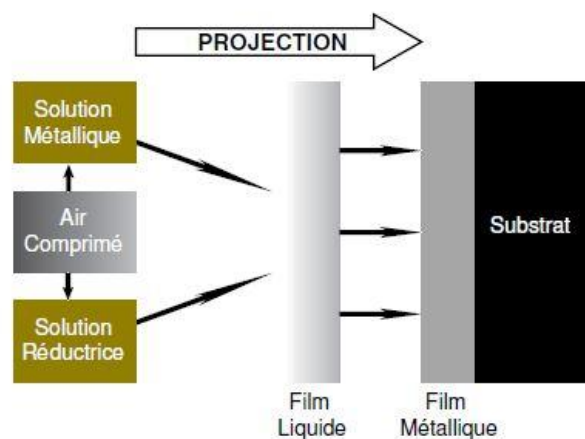 PROJECTION
Solution
Métallique
Air
Comprimé
Solution
Réductrice
Substrat
Film
Liquide
Film
Métallique